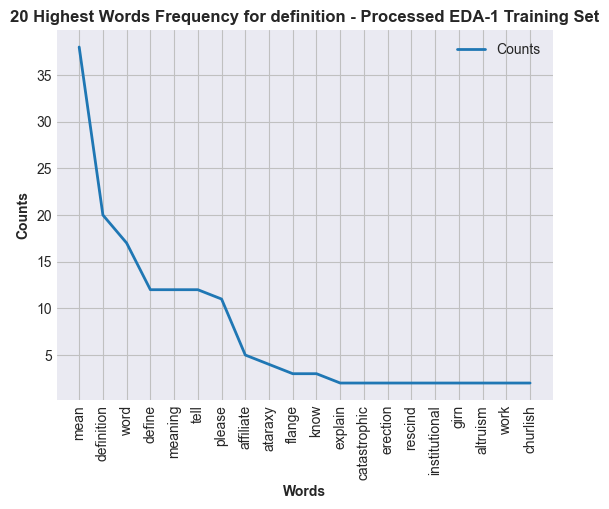 20 Highest Words Frequency for definition - Processed EDA-1 Training Set
Counts
35
30
25
20
15
10
5
Counts
mean
definition
word
define
meaning
tell
please
affiliate
ataraxy
flange
know
explain
catastrophic
erection
rescind
institutional
girn
altruism
work
churlish
Words